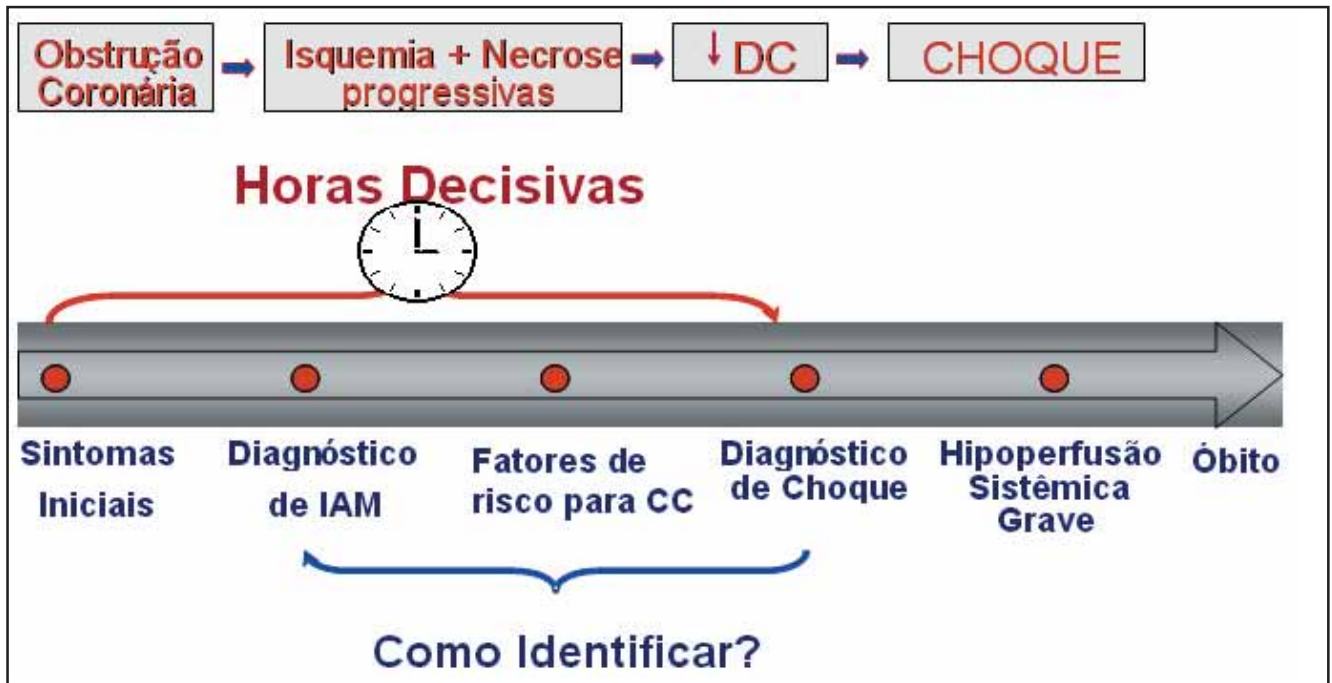 Obstrução
Coronária
Isquemia + Necrose
progressivas
↓ DC
CHOQUE
Horas Decisivas
Sintomas
Iniciais
Diagnóstico
de IAM
Fatores de
risco para CC
Diagnóstico
de Choque
Hipoperfusão
Sistêmica
Grave
Óbito
Como Identificar?